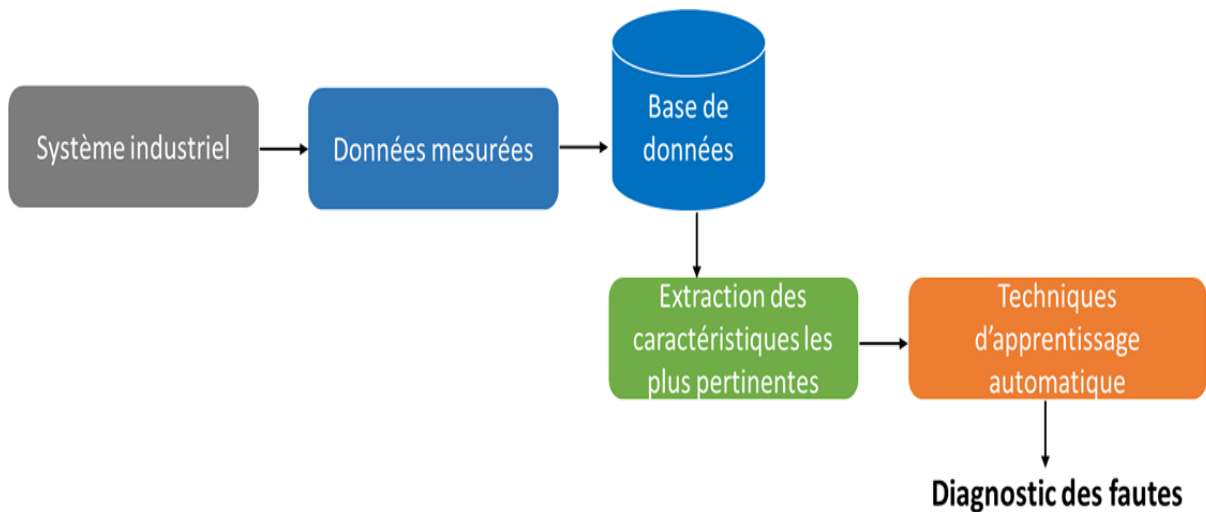 Système industriel
Données mesurées
Base de
données
Extraction des
caractéristiques les
plus pertinentes
Techniques
d’apprentissage
automatique
Diagnostic des fautes